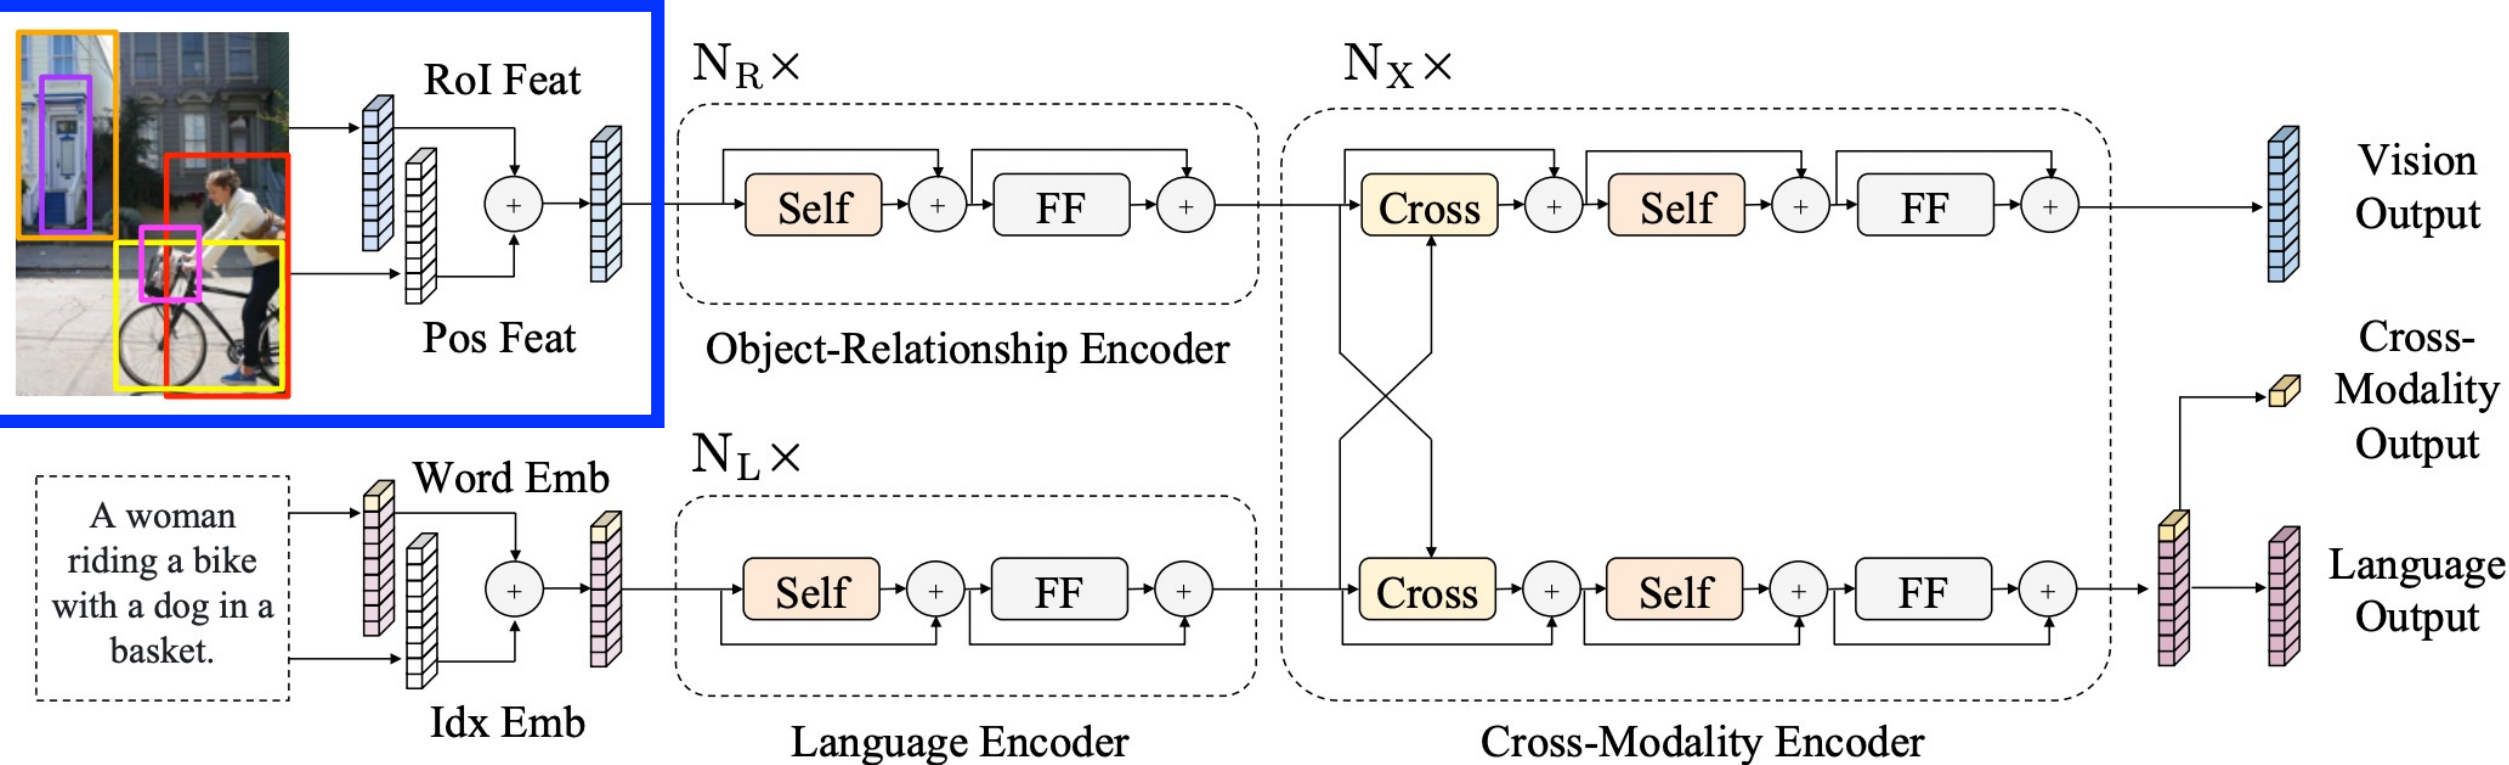 RoI Feat
+
Pos Feat
N_R ×
Self
+
FF
+
Object-Relationship Encoder
N_X ×
Cross
+
Self
+
FF
+
Vision
Output
Cross-
Modality
Output
A woman
riding a bike
with a dog in a
basket.
Word Emb
+
Idx Emb
N_L ×
Self
+
FF
+
Language Encoder
Cross
+
Self
+
FF
+
Cross-Modality Encoder
Language
Output